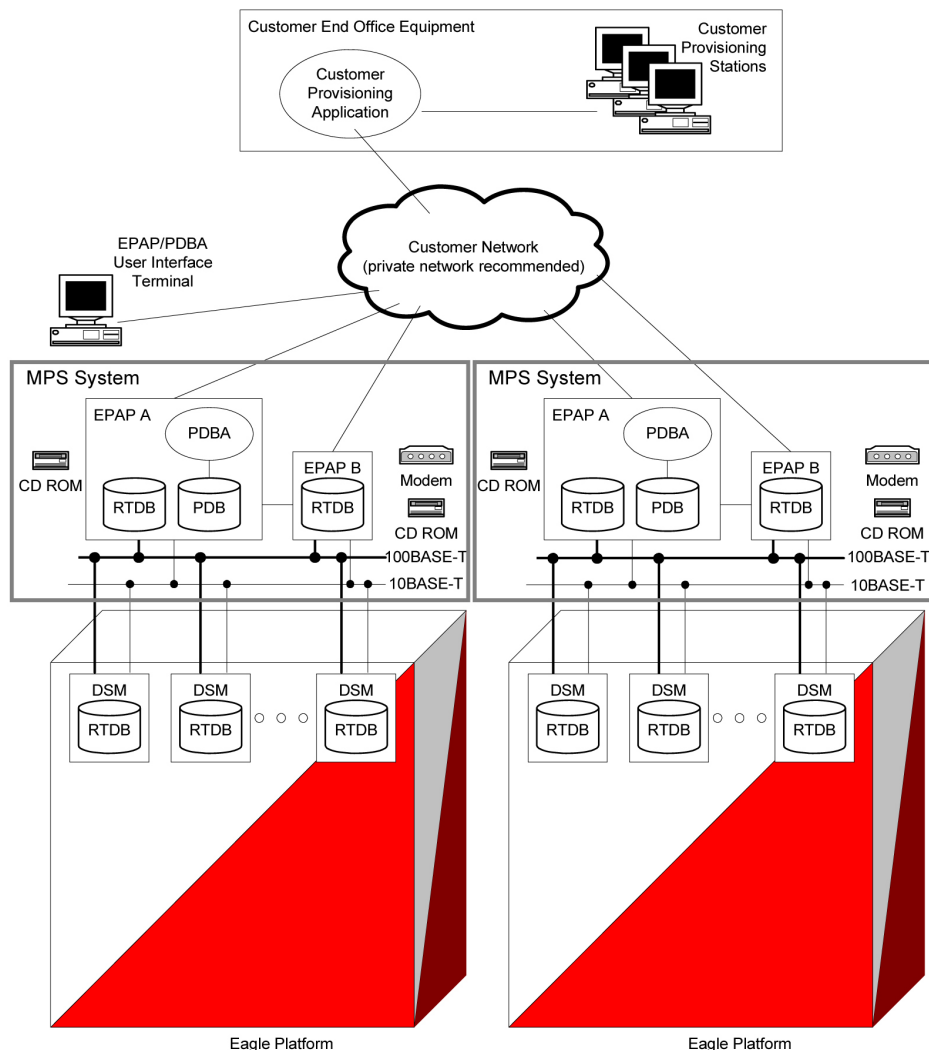 Customer End Office Equipment
Customer
Provisioning
Stations
Customer
Provisioning
Application
Customer Network
(private network recommended)
EPAP/PDBA
User Interface
Terminal
MPS System
EPAP A
PDBA
CD ROM
RTDB
PDB
EPAP B
RTDB
Modem
CD ROM
100BASE-T
10BASE-T
MPS System
EPAP A
PDBA
CD ROM
RTDB
PDB
EPAP B
RTDB
Modem
CD ROM
100BASE-T
10BASE-T
DSM
RTDB
DSM
RTDB
DSM
RTDB
Eagle Platform
DSM
RTDB
DSM
RTDB
DSM
RTDB
Eagle Platform